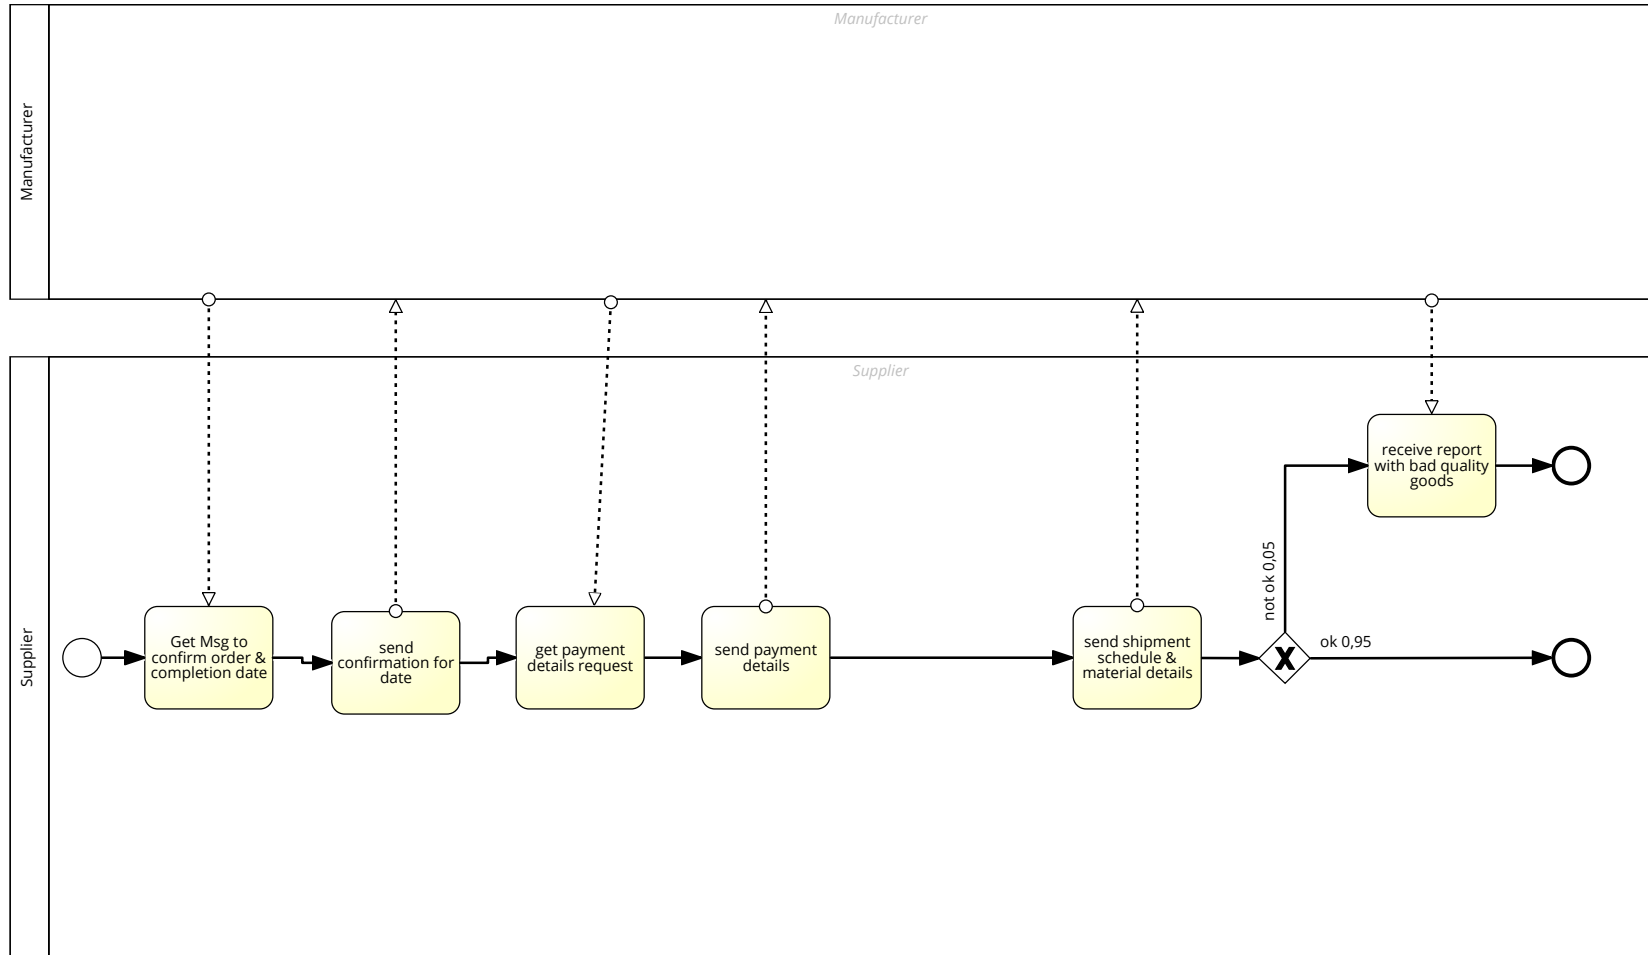 Manufacturer
Manufacturer
Supplier
Supplier
receive report
with bad quality
goods
not ok 0,05
ok 0,95
Get Msg to
confirm order &
completion date
send
confirmation for
date
get payment
details request
send payment
details
send shipment
schedule &
material details
X